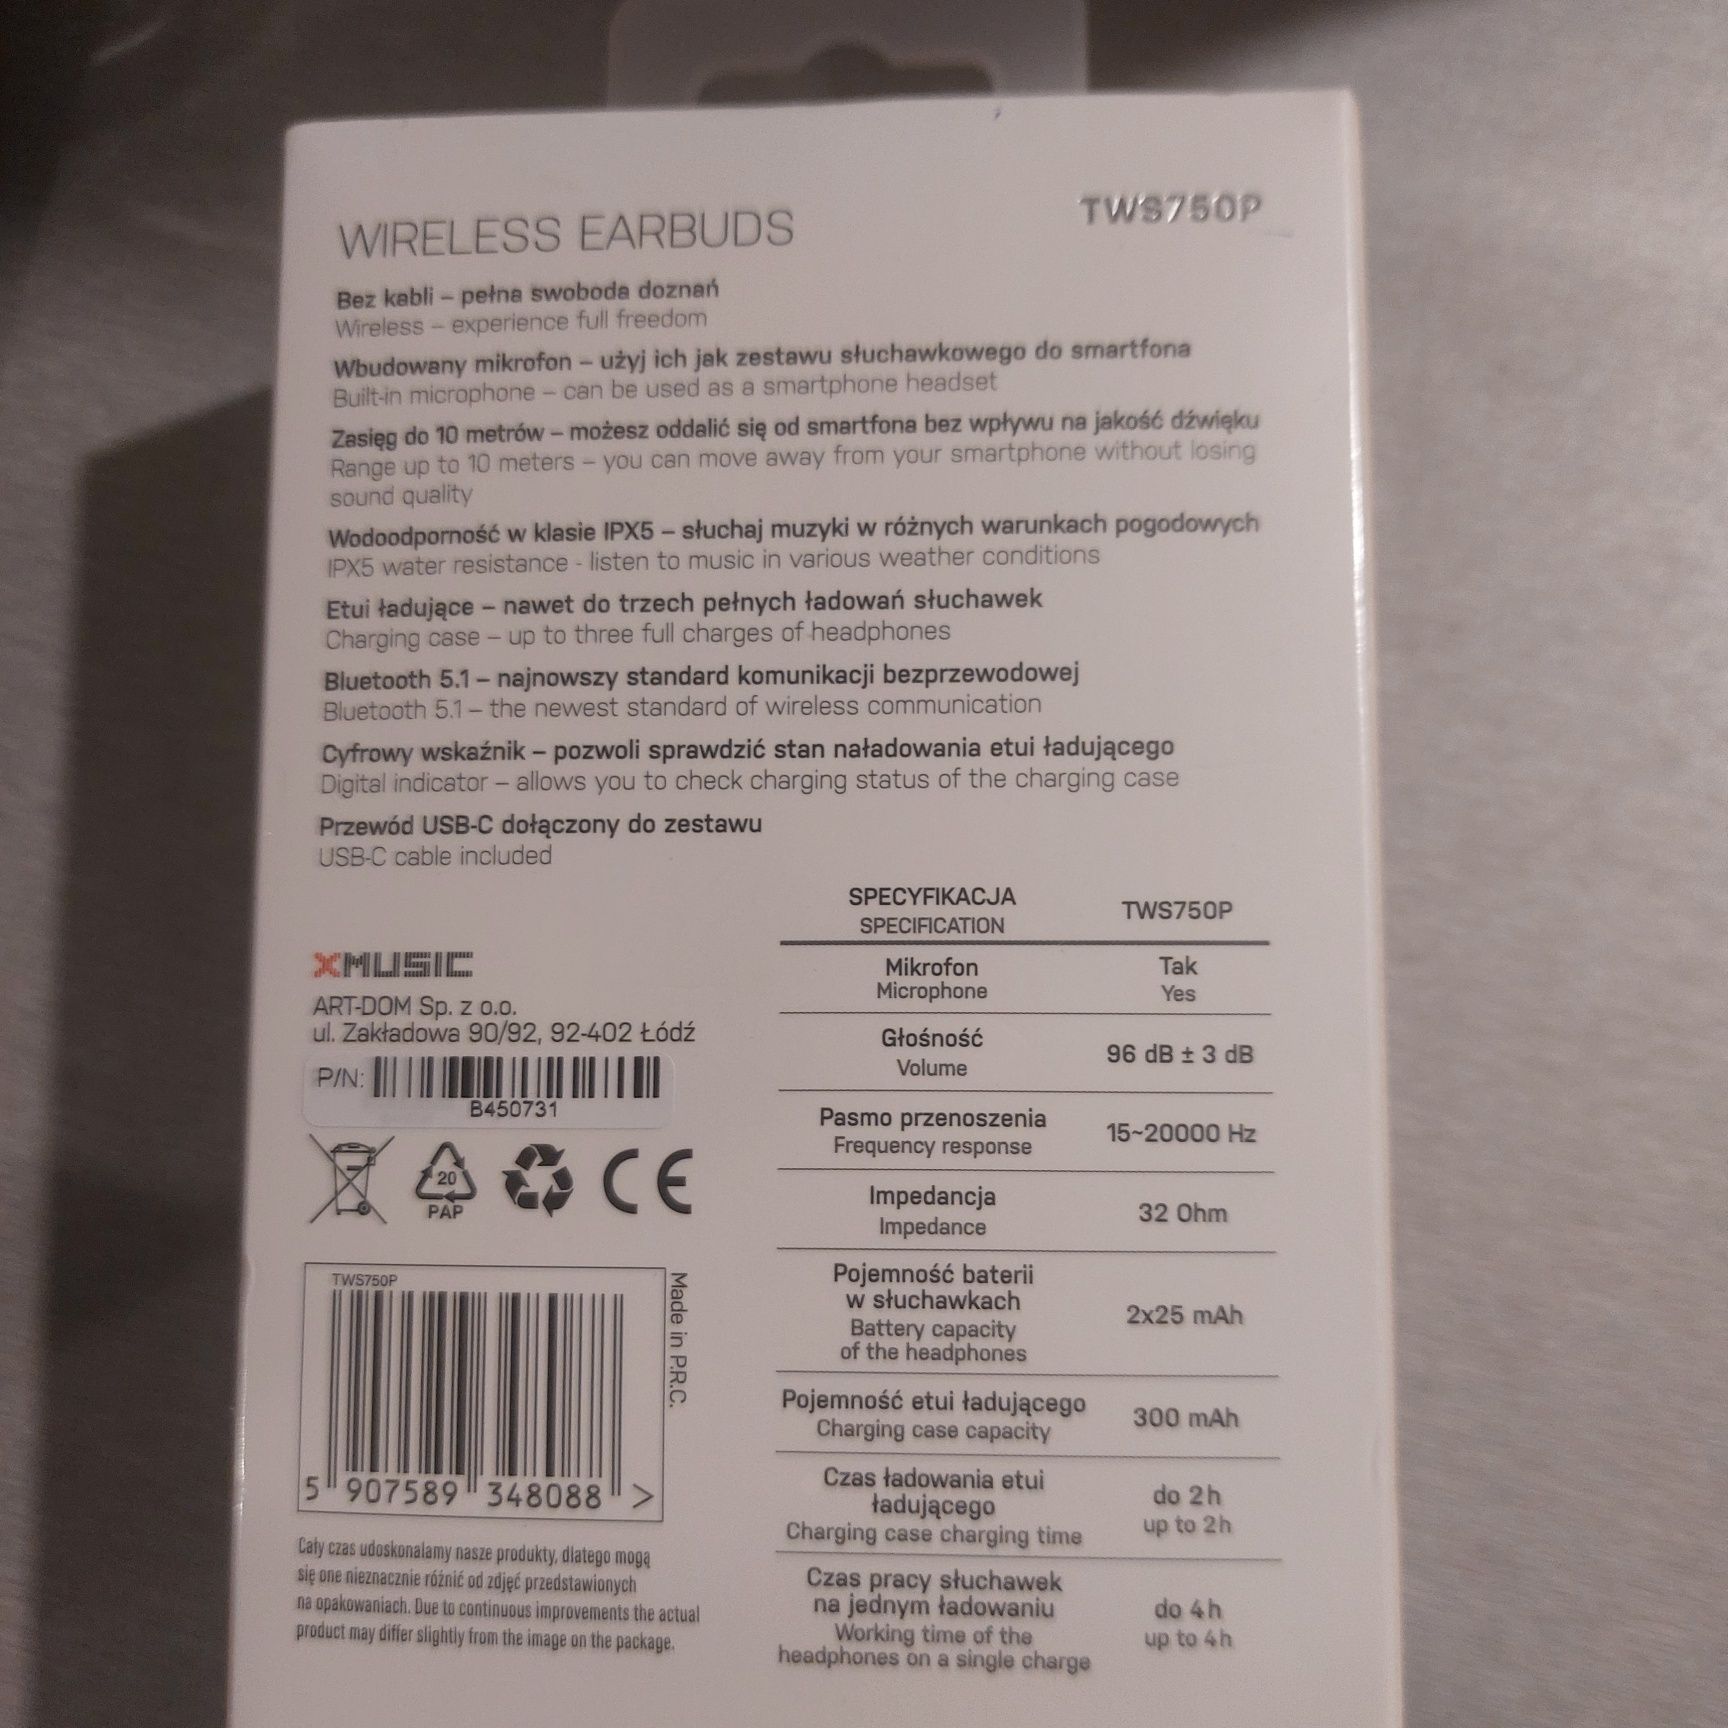 WIRELESS EARBUDS
TWS750P
Bez kabli – pełna swoboda doznań
Wireless – experience full freedom
Wbudowany mikrofon – użyj ich jak zestawu słuchawkowego do smartfona
Built-in microphone – can be used as a smartphone headset
Zasięg do 10 metrów – możesz oddalić się od smartfona bez wpływu na jakość dźwięku
Range up to 10 meters – you can move away from your smartphone without losing
sound quality
Wodoodporność w klasie IPX5 – słuchaj muzyki w różnych warunkach pogodowych
IPX5 water resistance - listen to music in various weather conditions
Etui ładujące – nawet do trzech pełnych ładowań słuchawek
Charging case – up to three full charges of headphones
Bluetooth 5.1 – najnowszy standard komunikacji bezprzewodowej
Bluetooth 5.1 – the newest standard of wireless communication
Cyfrowy wskaźnik – pozwoli sprawdzić stan naładowania etui ładującego
Digital indicator – allows you to check charging status of the charging case
Przewód USB-C dołączony do zestawu
USB-C cable included
XMUSIC
ART-DOM Sp. z o.o.
ul. Zakładowa 90/92, 92-402 Łódź
P/N:
B450731
20
PAP
CE
TWS750P
Made in P.R.C.
5 907589 348088 >
Cały czas udoskonalamy nasze produkty, dlatego mogą
się one nieznacznie różnić od zdjęć przedstawionych
na opakowaniach. Due to continuous improvements the actual
product may differ slightly from the image on the package.
SPECYFIKACJA
SPECIFICATION
TWS750P
Mikrofon
Microphone
Tak
Yes
Głośność
Volume
96 dB ± 3 dB
Pasmo przenoszenia
Frequency response
15~20000 Hz
Impedancja
Impedance
32 Ohm
Pojemność baterii
w słuchawkach
Battery capacity
of the headphones
2x25 mAh
Pojemność etui ładującego
Charging case capacity
300 mAh
Czas ładowania etui
ładującego
Charging case charging time
do 2h
up to 2h
Czas pracy słuchawek
na jednym ładowaniu
Working time of the
headphones on a single charge
do 4h
up to 4h